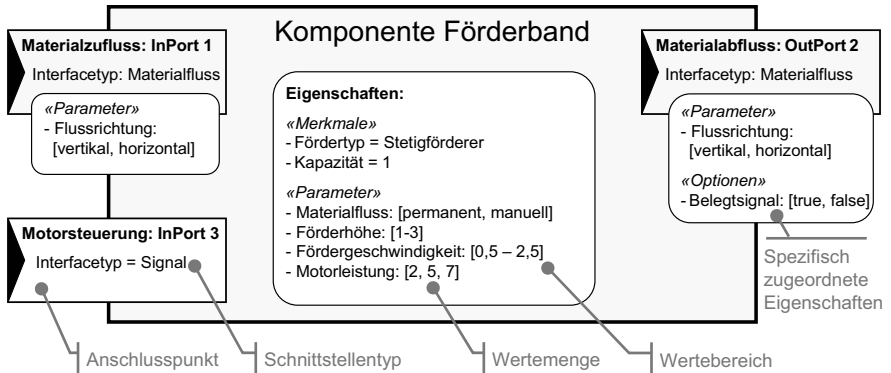 Komponente Förderband
Materialzufluss: InPort 1
Interfacetyp: Materialfluss
«Parameter»
- Flussrichtung:
[vertikal, horizontal]
Motorsteuerung: InPort 3
Interfacetyp = Signal
Eigenschaften:
«Merkmale»
- Fördertyp = Stetigförderer
- Kapazität = 1
«Parameter»
- Materialfluss: [permanent, manuell]
- Förderhöhe: [1-3]
- Fördergeschwindigkeit: [0,5 – 2,5]
- Motorleistung: [2, 5, 7]
Materialabfluss: OutPort 2
Interfacetyp: Materialfluss
«Parameter»
- Flussrichtung:
[vertikal, horizontal]
«Optionen»
- Belegtsignal: [true, false]
Spezifisch
zugeordnete
Eigenschaften
Anschlusspunkt
Schnittstellentyp
Wertemenge
Wertebereich